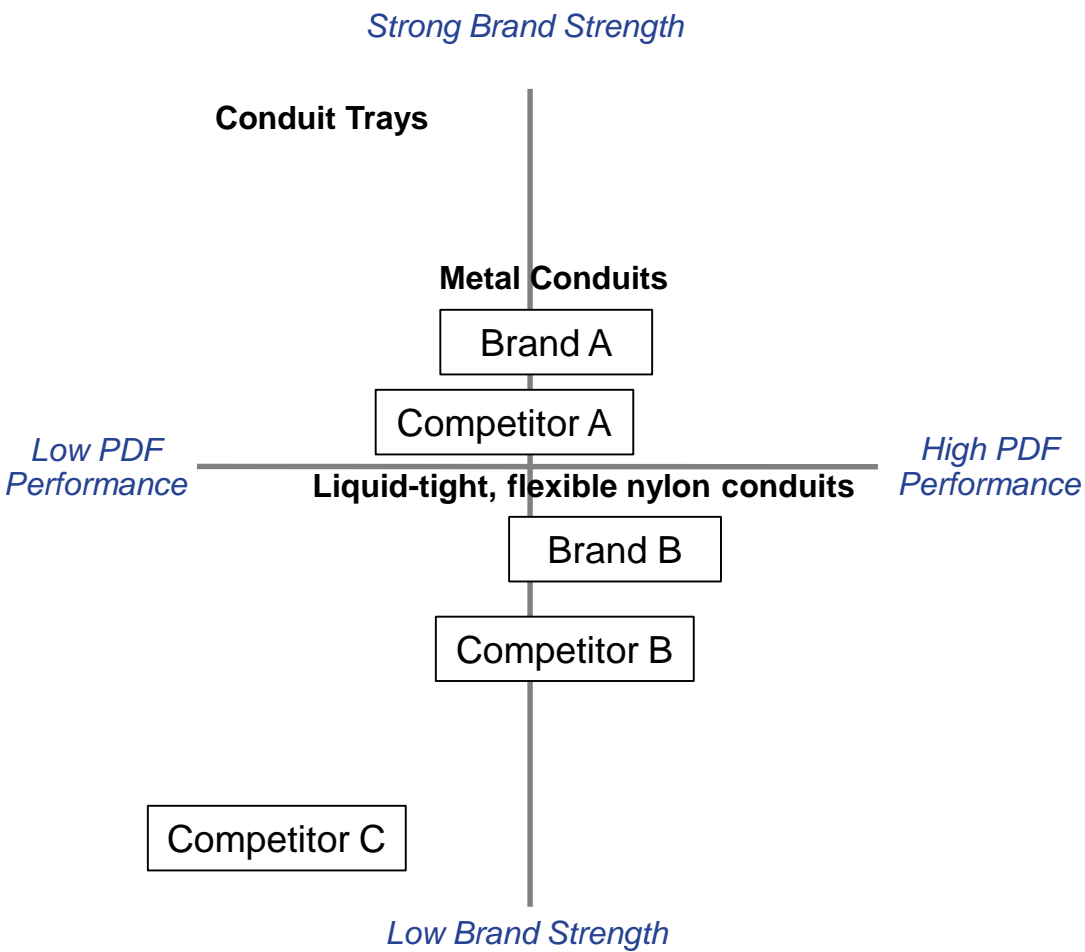 Strong Brand Strength
Conduit Trays
Metal Conduits
Brand A
Competitor A
Low PDF
Performance
High PDF
Performance
Liquid-tight, flexible nylon conduits
Brand B
Competitor B
Competitor C
Low Brand Strength